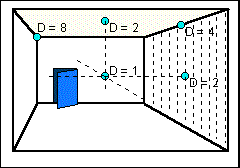 D = 8
D = 2
D = 4
D = 1
D = 2